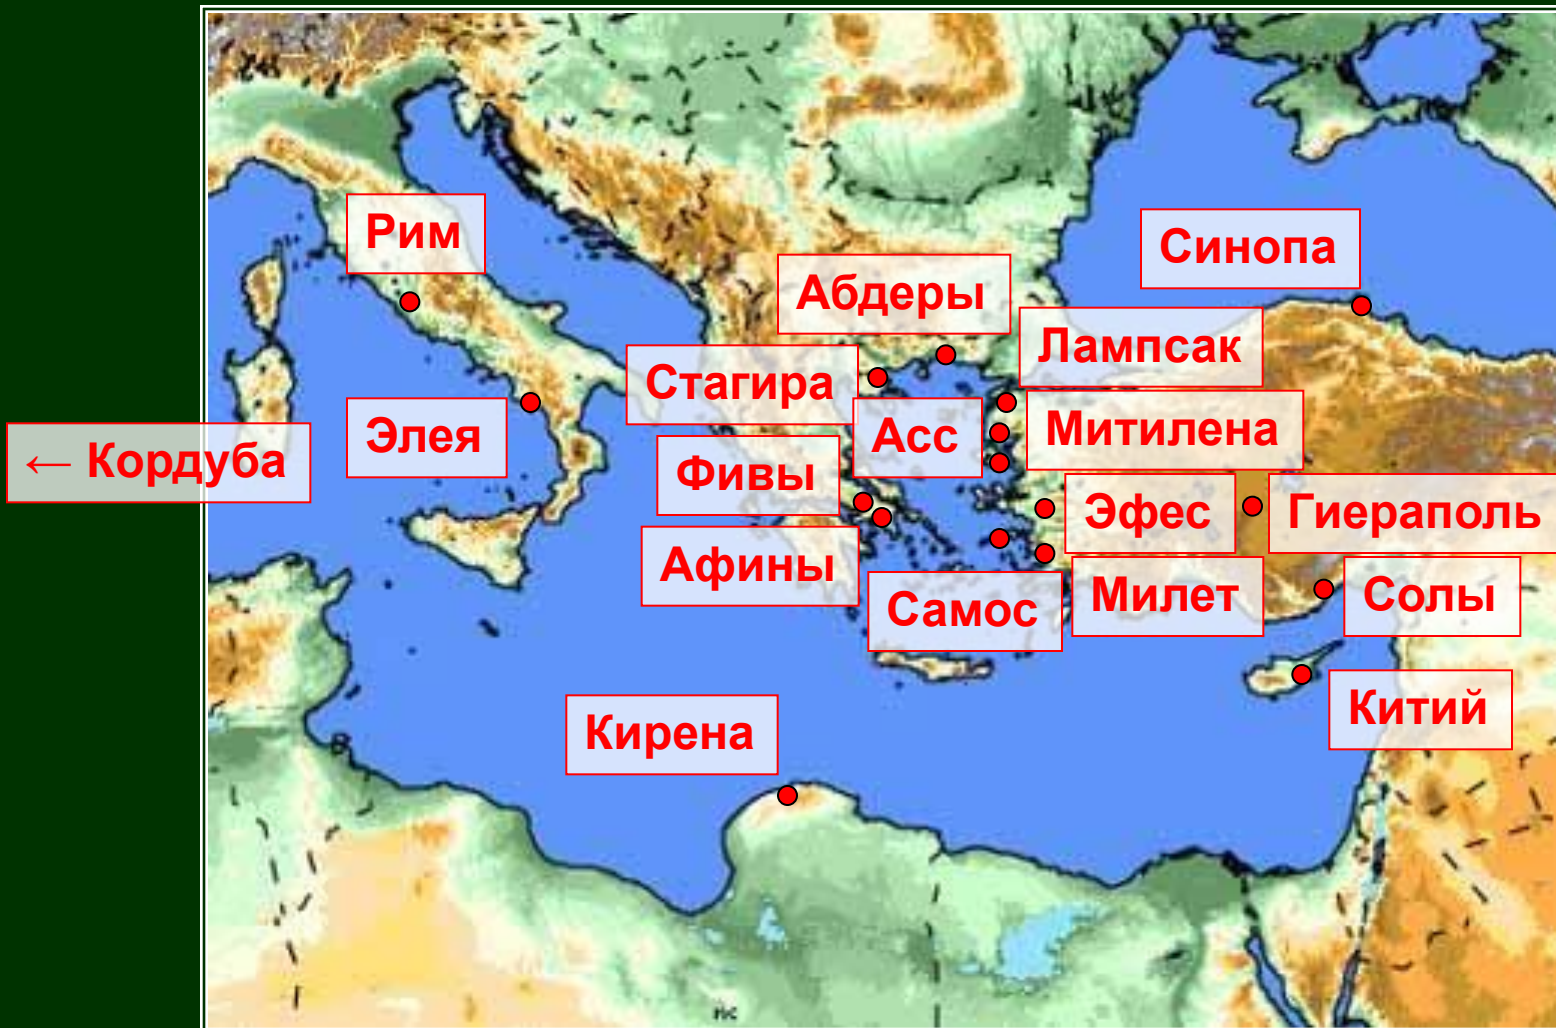 Рим
Синопа
Абдеры
Лампсак
Стагира
Элея
Асс
Митилена
← Кордуба
Фивы
Эфес
Гиераполь
Афины
Самос
Милет
Солы
Кирена
Китий